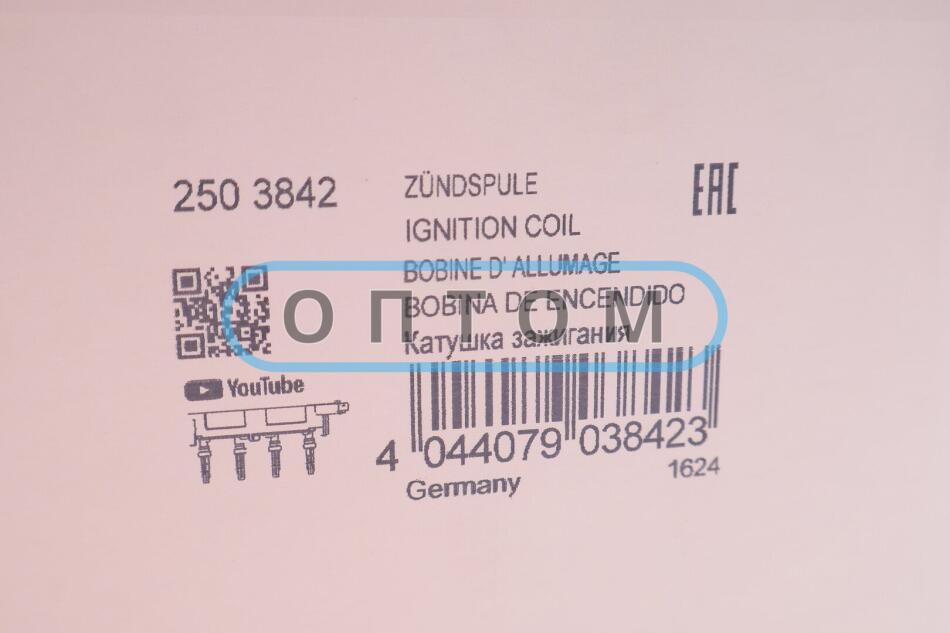 250 3842
ZÜNDSPULE
IGNITION COIL
BOBINE D' ALLUMAGE
BOBINA DE ENCENDIDO
Катушка зажигания
EAC
YouTube
4 044079 038423
Germany
1624
ОПТОМ